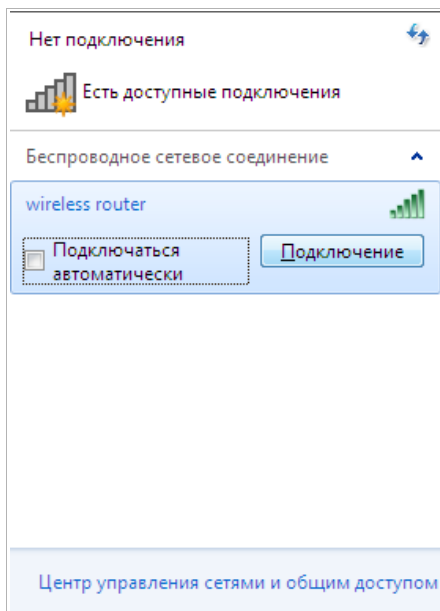 Нет подключения
Есть доступные подключения
Беспроводное сетевое соединение
wireless router
Подключаться
автоматически
Подключение
Центр управления сетями и общим доступом